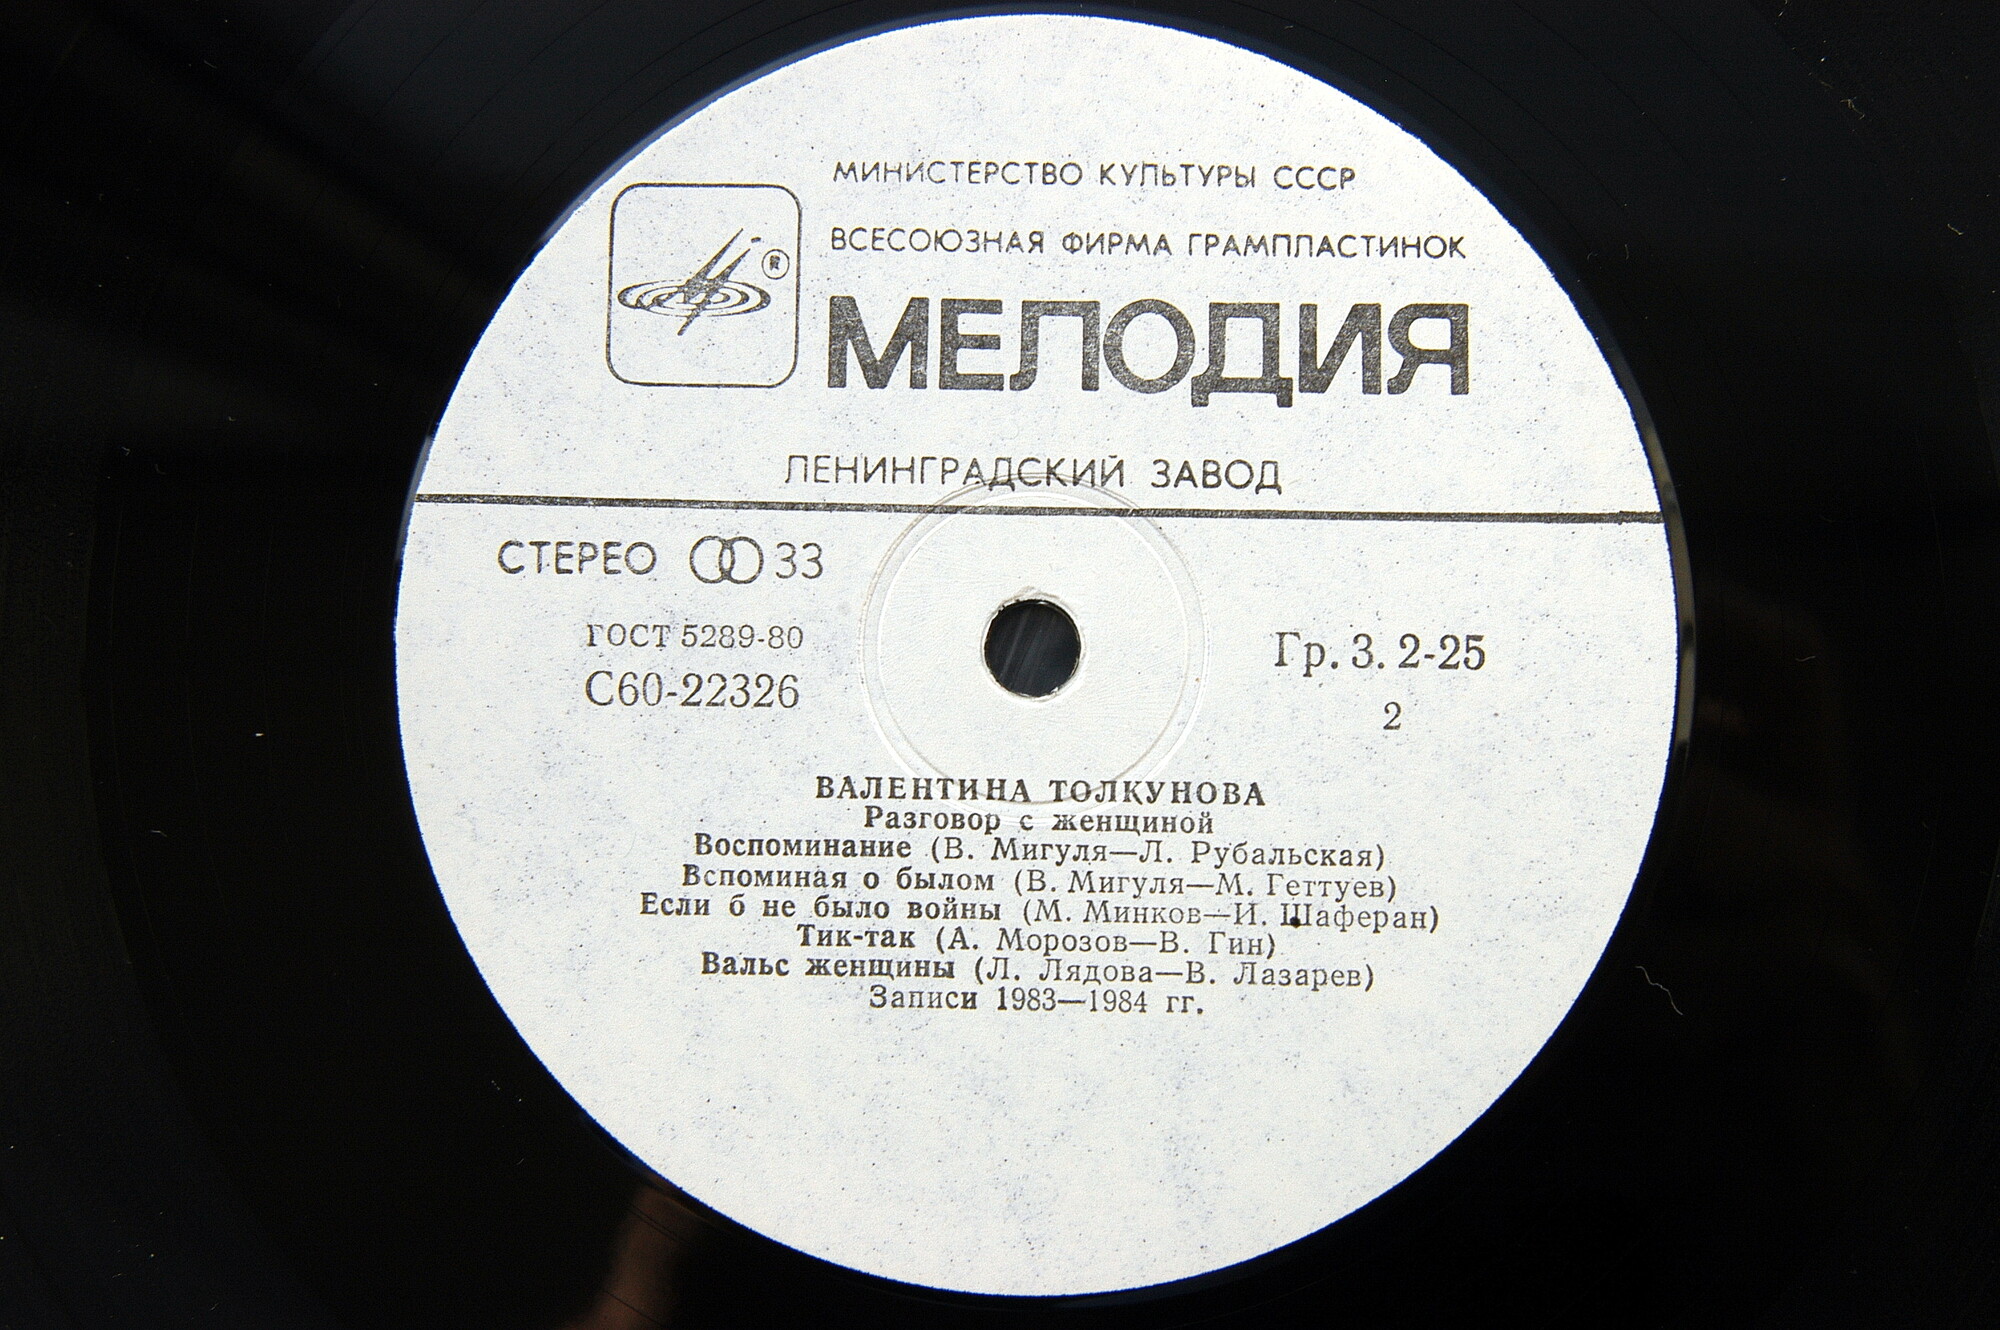 МИНИСТЕРСТВО КУЛЬТУРЫ СССР
ВСЕСОЮЗНАЯ ФИРМА ГРАМПЛАСТИНОК
®
МЕЛОДИЯ
ЛЕНИНГРАДСКИЙ ЗАВОД
СТЕРЕО 33
ГОСТ 5289-80
С60-22326
Гр. 3. 2-25
2
ВАЛЕНТИНА ТОЛКУНОВА
Разговор с женщиной
Воспоминание (В. Мигуля—Л. Рубальская)
Вспоминая о былом (В. Мигуля—М. Геттуев)
Если б не было войны (М. Минков—И. Шаферан)
Тик-так (А. Морозов—В. Гин)
Вальс женщины (Л. Лядова—В. Лазарев)
Записи 1983—1984 гг.